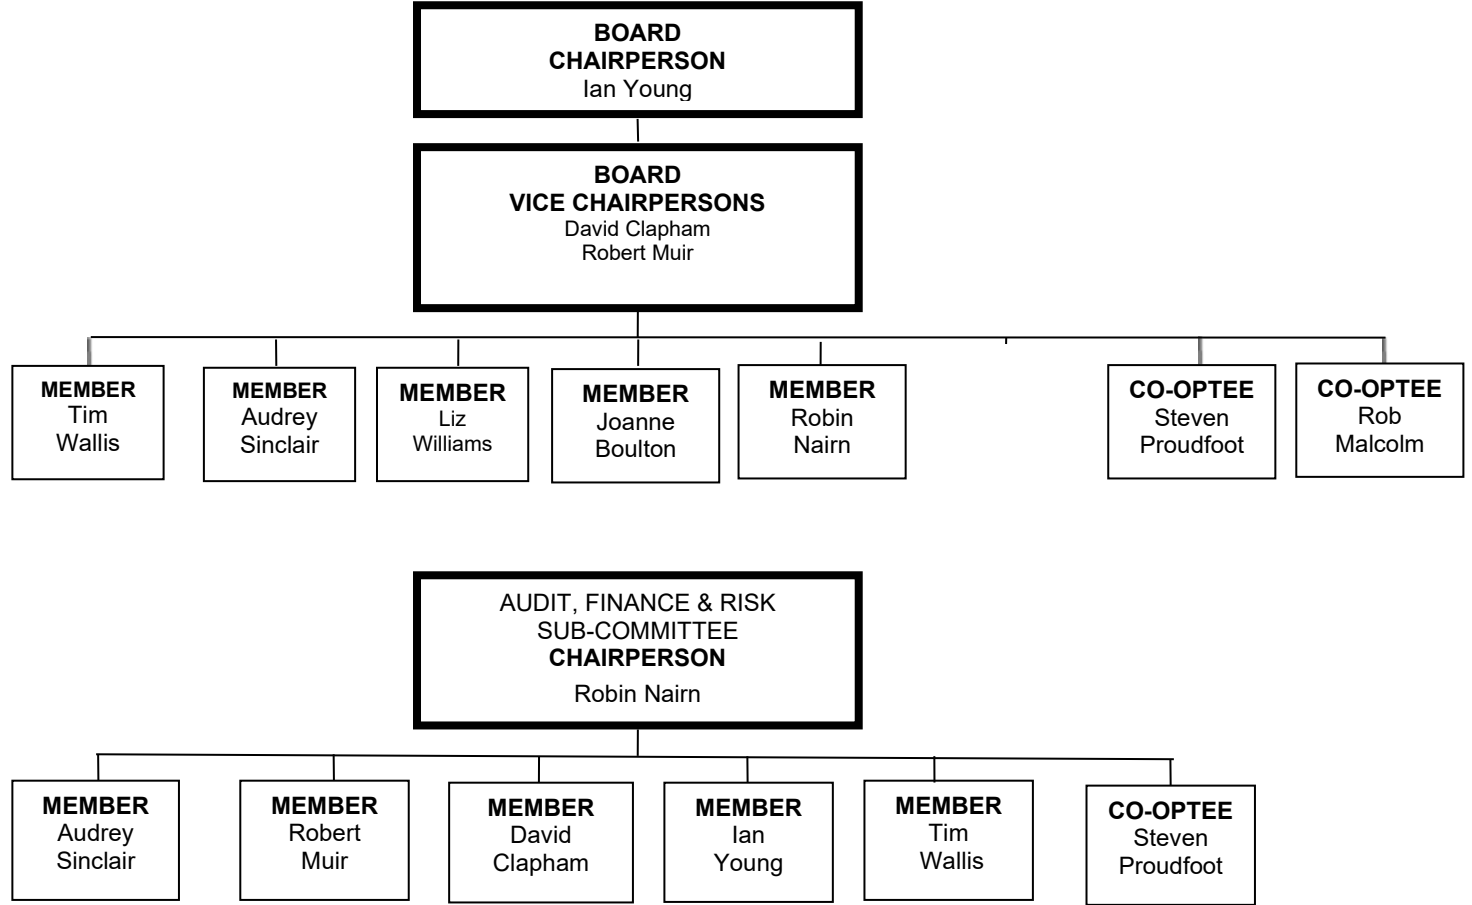 BOARD
CHAIRPERSON
Ian Young
BOARD
VICE CHAIRPERSONS
David Clapham
Robert Muir
MEMBER
Tim
Wallis
MEMBER
Audrey
Sinclair
MEMBER
Liz
Williams
MEMBER
Joanne
Boulton
MEMBER
Robin
Nairn
CO-OPTEE
Steven
Proudfoot
CO-OPTEE
Rob
Malcolm
AUDIT, FINANCE & RISK
SUB-COMMITTEE
CHAIRPERSON
Robin Nairn
MEMBER
Audrey
Sinclair
MEMBER
Robert
Muir
MEMBER
David
Clapham
MEMBER
Ian
Young
MEMBER
Tim
Wallis
CO-OPTEE
Steven
Proudfoot